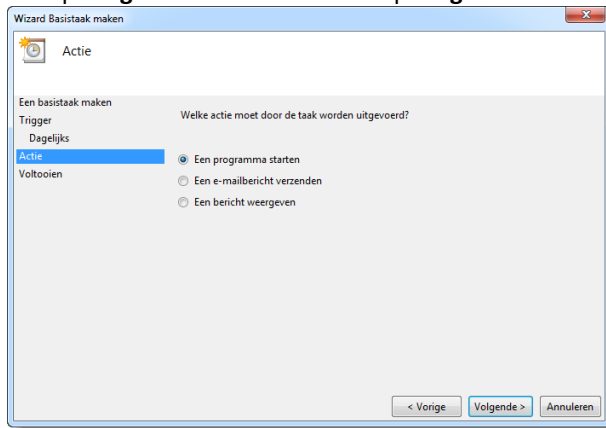 Wizard Basistaak maken
Actie
Een basistaak maken
Trigger
Dagelijks
Actie
Voltooien
Welke actie moet door de taak worden uitgevoerd?
Een programma starten
Een e-mailbericht verzenden
Een bericht weergeven
< Vorige
Volgende >
Annuleren